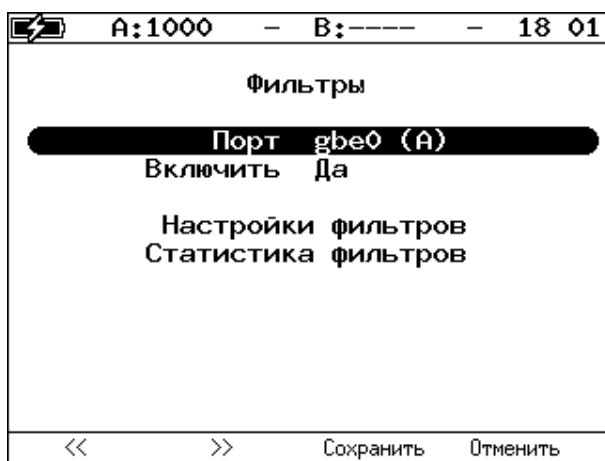 A:1000 – B:---- – 18 01
Фильтры
Порт gbe0 (A)
Включить Да
Настройки фильтров
Статистика фильтров
<< >> Сохранить Отменить